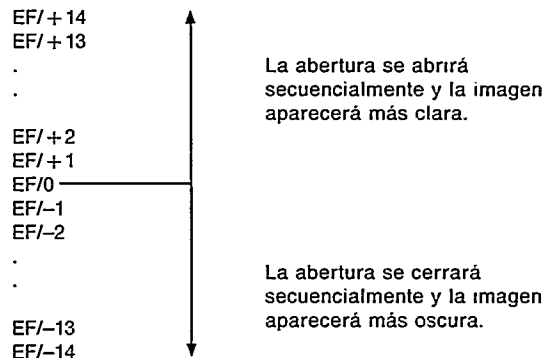 EF/+14
EF/+13
.
.
EF/+2
EF/+1
EF/0
EF/–1
EF/–2
.
.
EF/–13
EF/–14
La abertura se abrirá
secuencialmente y la imagen
aparecerá más clara.
La abertura se cerrará
secuencialmente y la imagen
aparecerá más oscura.